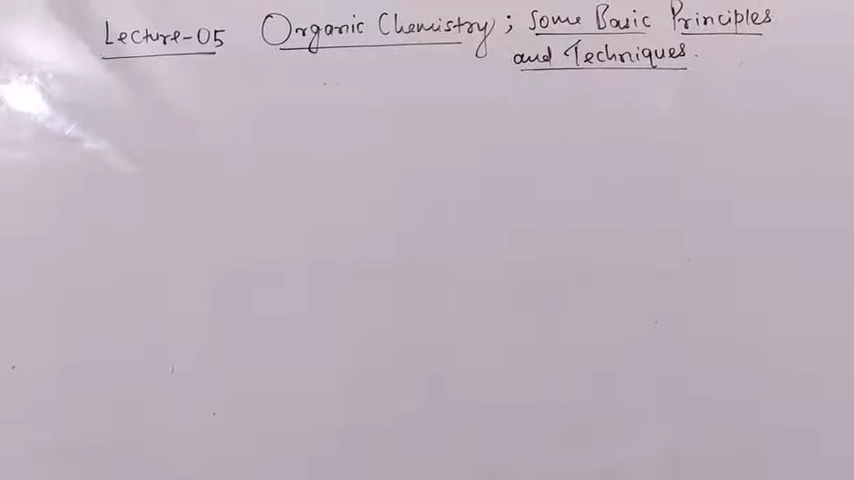 Lecture-05 Organic Chemistry; Some Basic Principles
and Techniques.